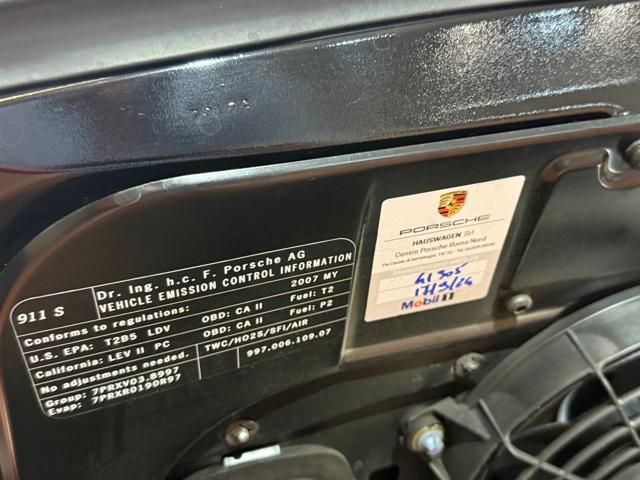 PORSCHE
HAUSWAGEN Srl
Centro Porsche Roma Nord
41305
17/5/24
Mobil 1
911 S
Dr. Ing. h.c. F. Porsche AG
VEHICLE EMISSION CONTROL INFORMATION
Conforms to regulations: 2007 MY
U.S. EPA: T2B5 LDV OBD: CA II Fuel: T2
California: LEV II PC OBD: CA II Fuel: P2
No adjustments needed. TWC/HO2S/SFI/AIR
Group: 7PRXV03.8997 997.006.109.07
Evap: 7PRXR0190R97